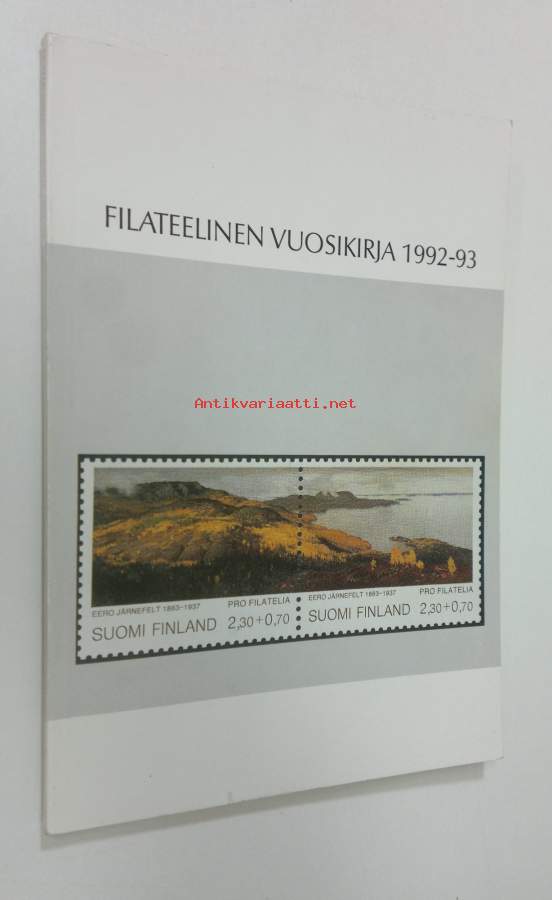 FILATEELINEN VUOSIKIRJA 1992-93
Antikvariaatti.net
EERO JÄRNEFELT 1863-1937 PRO FILATELIA
SUOMI FINLAND 2,30+0,70
EERO JÄRNEFELT 1863-1937 PRO FILATELIA
SUOMI FINLAND 2,30+0,70